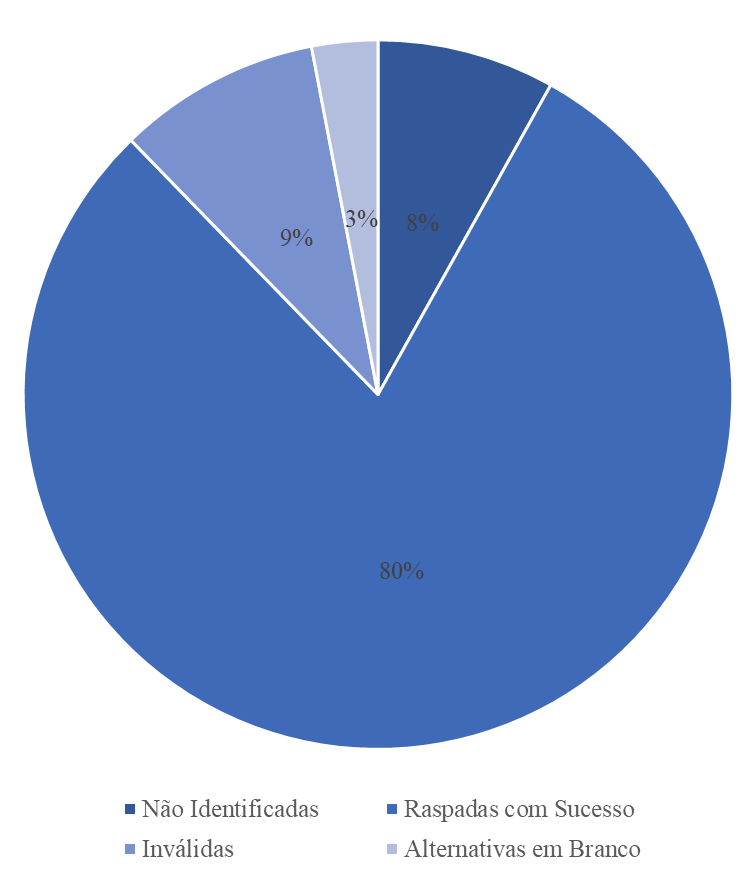 3%
8%
9%
80%
Não Identificadas
Raspadas com Sucesso
Inválidas
Alternativas em Branco